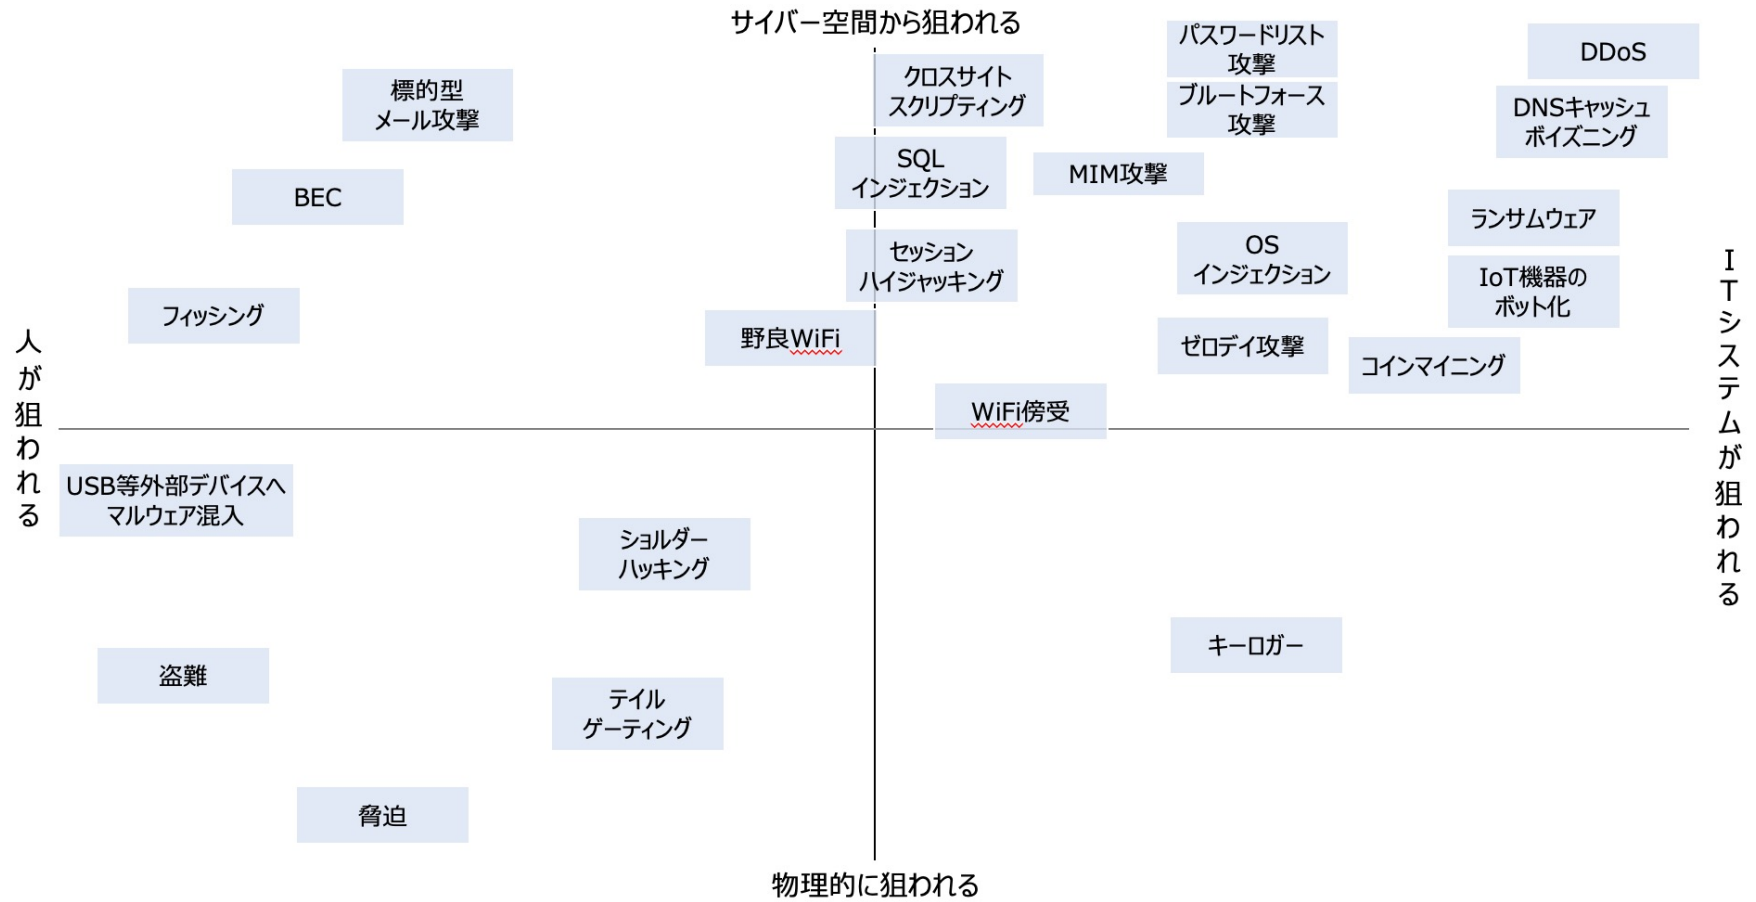 サイバー空間から狙われる
パスワードリスト
攻撃
DDoS
クロスサイト
スクリプティング
標的型
メール攻撃
ブルートフォース
攻撃
DNSキャッシュ
ボイズニング
SQL
インジェクション
MIM攻撃
BEC
ランサムウェア
セッション
ハイジャッキング
OS
インジェクション
IoT機器の
ボット化
フィッシング
野良WiFi
ゼロデイ攻撃
コインマイニング
WiFi傍受
人が狙われる
ITシステムが狙われる
USB等外部デバイスへ
マルウェア混入
ショルダー
ハッキング
キーロガー
盗難
テイル
ゲーティング
脅迫
物理的に狙われる